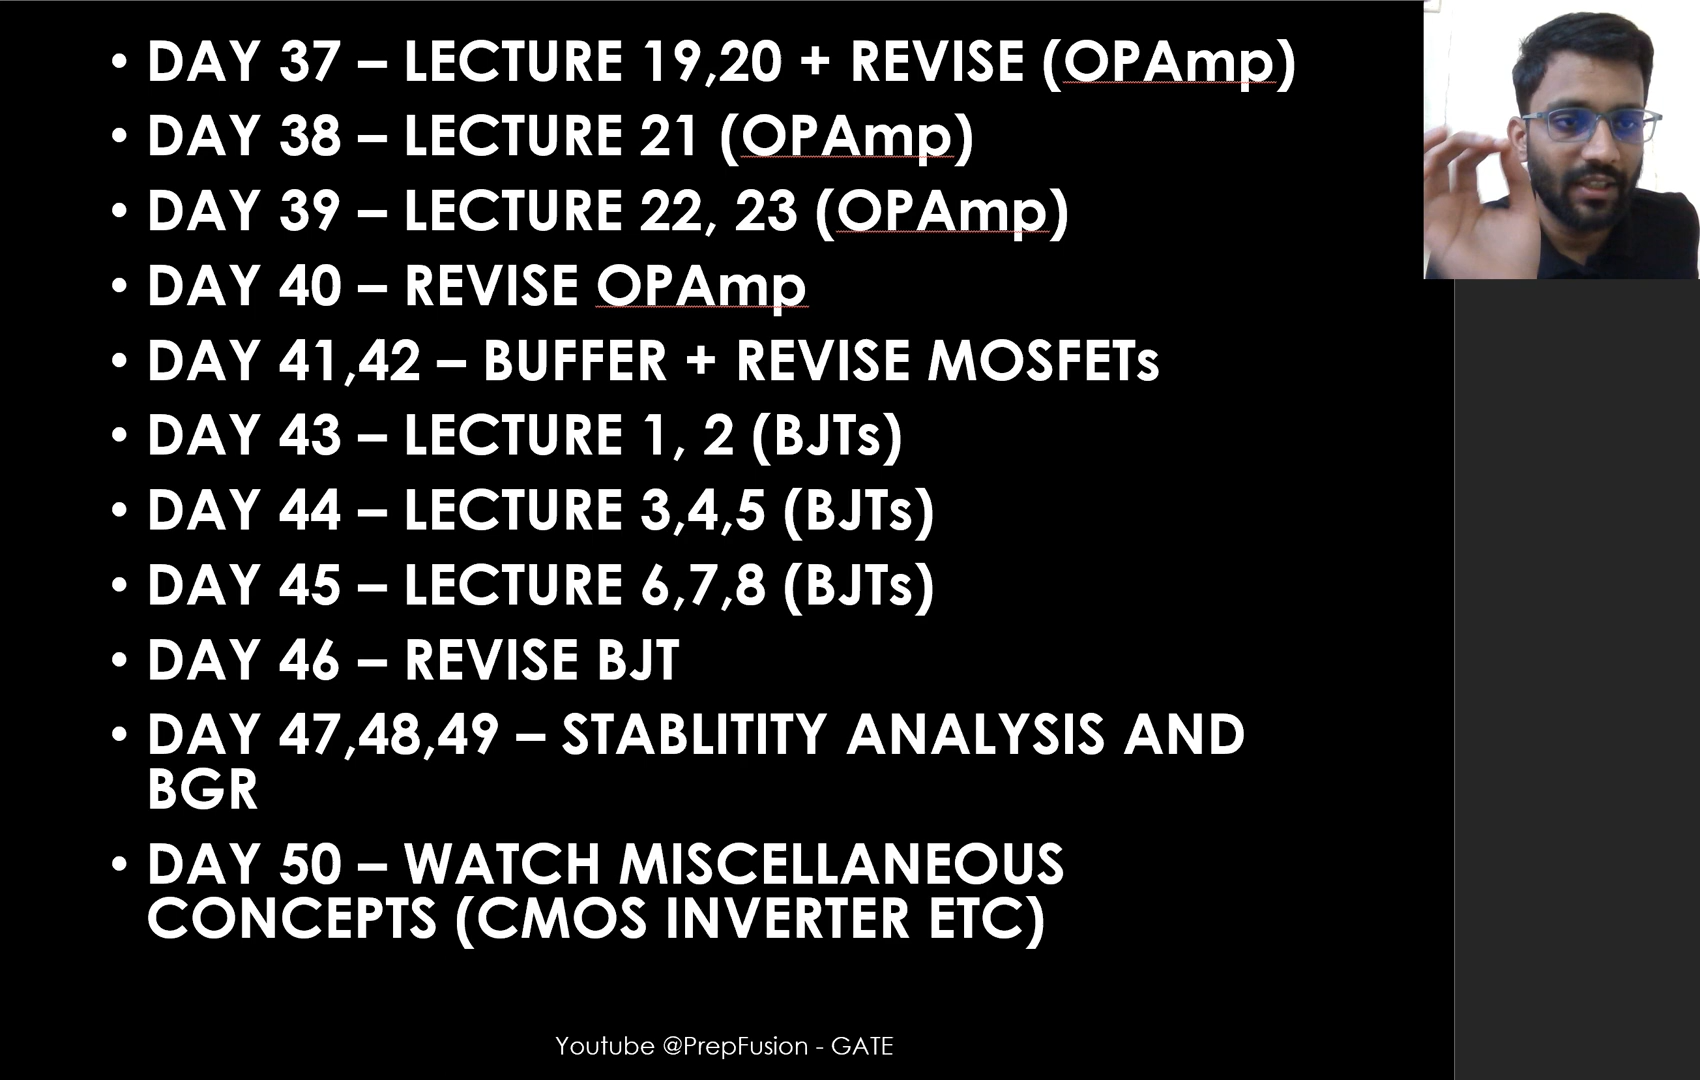 • DAY 37 – LECTURE 19,20 + REVISE (OPAmp)
• DAY 38 – LECTURE 21 (OPAmp)
• DAY 39 – LECTURE 22, 23 (OPAmp)
• DAY 40 – REVISE OPAmp
• DAY 41,42 – BUFFER + REVISE MOSFETs
• DAY 43 – LECTURE 1, 2 (BJTs)
• DAY 44 – LECTURE 3,4,5 (BJTs)
• DAY 45 – LECTURE 6,7,8 (BJTs)
• DAY 46 – REVISE BJT
• DAY 47,48,49 – STABLITITY ANALYSIS AND
BGR
• DAY 50 – WATCH MISCELLANEOUS
CONCEPTS (CMOS INVERTER ETC)
Youtube @PrepFusion - GATE